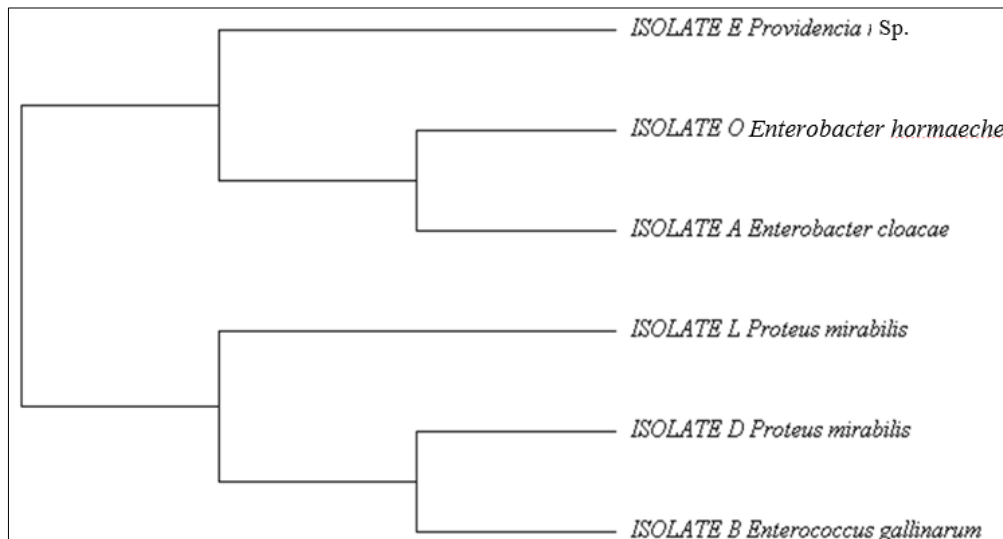 ISOLATE E Providencia Sp.
ISOLATE O Enterobacter hormaeche
ISOLATE A Enterobacter cloacae
ISOLATE L Proteus mirabilis
ISOLATE D Proteus mirabilis
ISOLATE B Enterococcus gallinarum